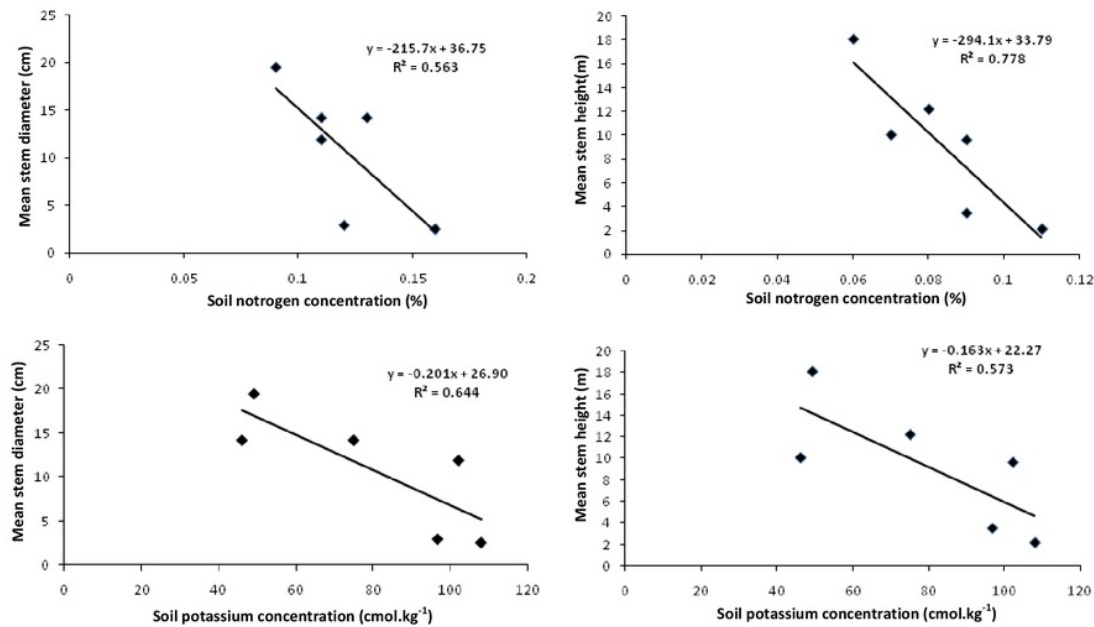 25
20
15
10
5
0
Mean stem diameter (cm)
y = -215.7x + 36.75
R² = 0.563
0 0.05 0.1 0.15 0.2
Soil notrogen concentration (%)
20
18
16
14
12
10
8
6
4
2
0
Mean stem height(m)
y = -294.1x + 33.79
R² = 0.778
0 0.02 0.04 0.06 0.08 0.1 0.12
Soil notrogen concentration (%)
25
20
15
10
5
0
Mean stem diameter (cm)
y = -0.201x + 26.90
R² = 0.644
0 20 40 60 80 100 120
Soil potassium concentration (cmol.kg⁻¹)
20
18
16
14
12
10
8
6
4
2
0
Mean stem height (m)
y = -0.163x + 22.27
R² = 0.573
0 20 40 60 80 100 120
Soil potassium concentration (cmol.kg⁻¹)